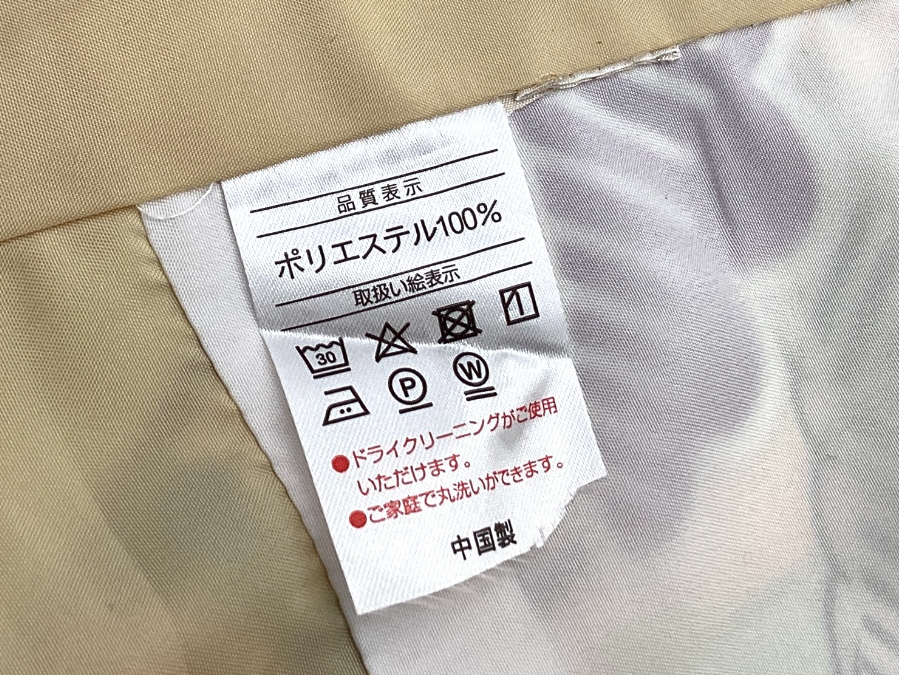 品質表示
ポリエステル100%
取扱い絵表示
30
P W
●ドライクリーニングがご使用
いただけます。
●ご家庭で丸洗いができます。
中国製